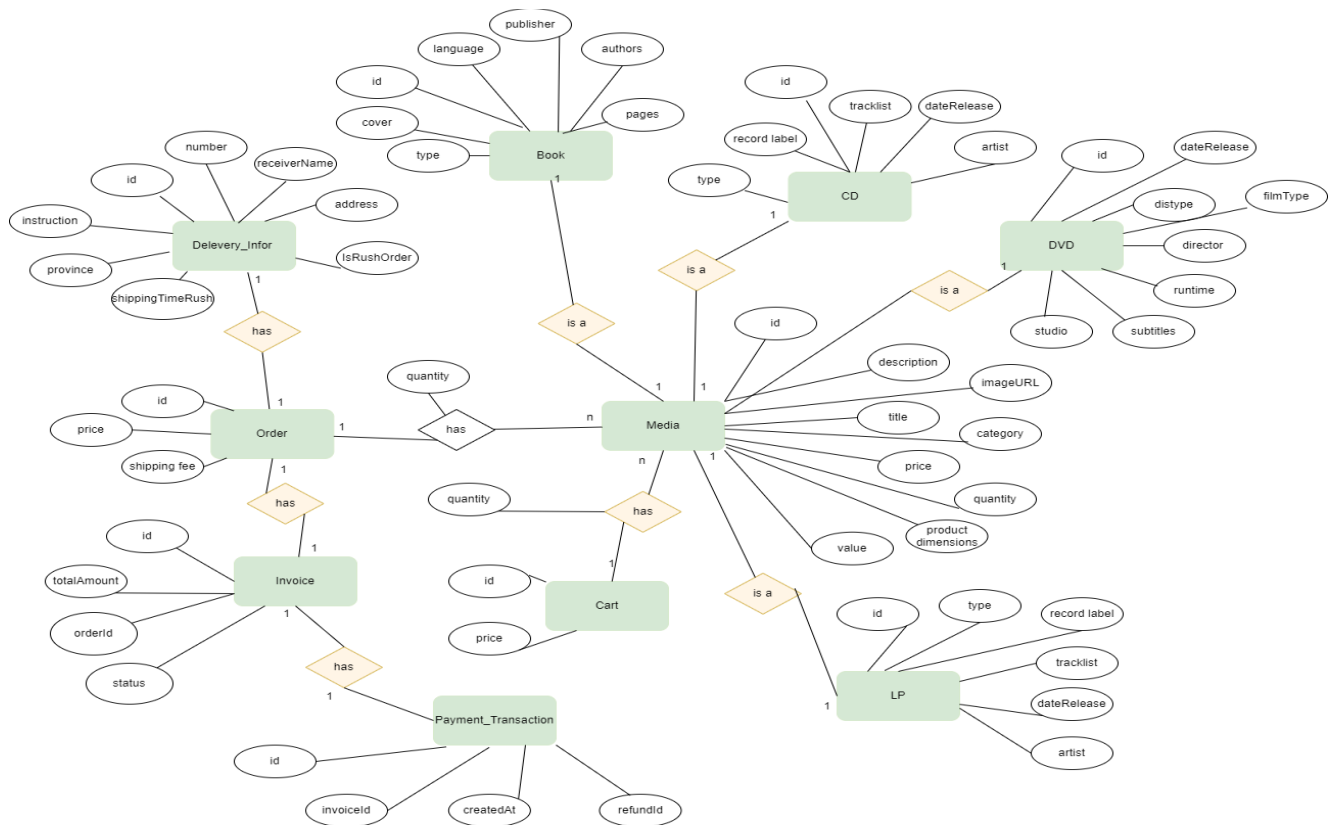 publisher
language
authors
id
cover
pages
type
Book
1
id
tracklist
dateRelease
record label
artist
type
CD
1
id
dateRelease
distype
filmType
director
DVD
runtime
studio
subtitles
1
number
receiverName
id
address
instruction
Delevery_Infor
IsRushOrder
province
shippingTimeRush
1
has
1
is a
is a
is a
id
description
imageURL
title
category
price
quantity
product
dimensions
value
1
1
Media
n
n
1
quantity
has
1
id
price
Order
shipping fee
1
has
1
quantity
has
1
id
Cart
price
id
totalAmount
Invoice
orderId
status
1
has
1
Payment_Transaction
id
invoiceId
createdAt
refundId
is a
1
id
type
record label
tracklist
LP
dateRelease
artist